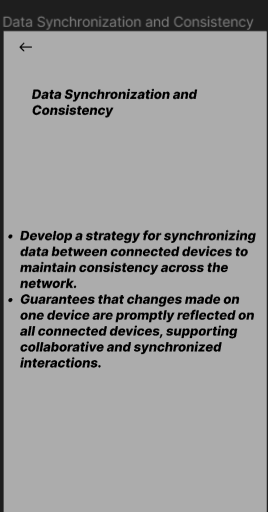 Data Synchronization and Consistency
←
Data Synchronization and
Consistency
• Develop a strategy for synchronizing
data between connected devices to
maintain consistency across the
network.
• Guarantees that changes made on
one device are promptly reflected on
all connected devices, supporting
collaborative and synchronized
interactions.